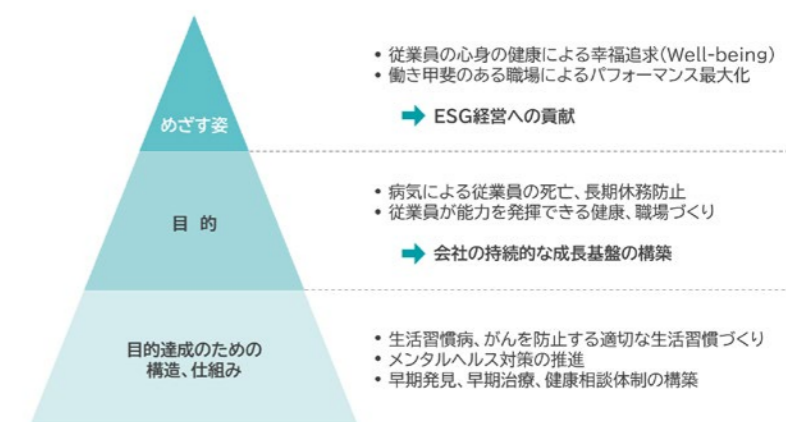 • 従業員の心身の健康による幸福追求(Well-being)
• 働き甲斐のある職場によるパフォーマンス最大化
➡ ESG経営への貢献
めざす姿
• 病気による従業員の死亡、長期休務防止
• 従業員が能力を発揮できる健康、職場づくり
➡ 会社の持続的な成長基盤の構築
目 的
• 生活習慣病、がんを防止する適切な生活習慣づくり
• メンタルヘルス対策の推進
• 早期発見、早期治療、健康相談体制の構築
目的達成のための
構造、仕組み